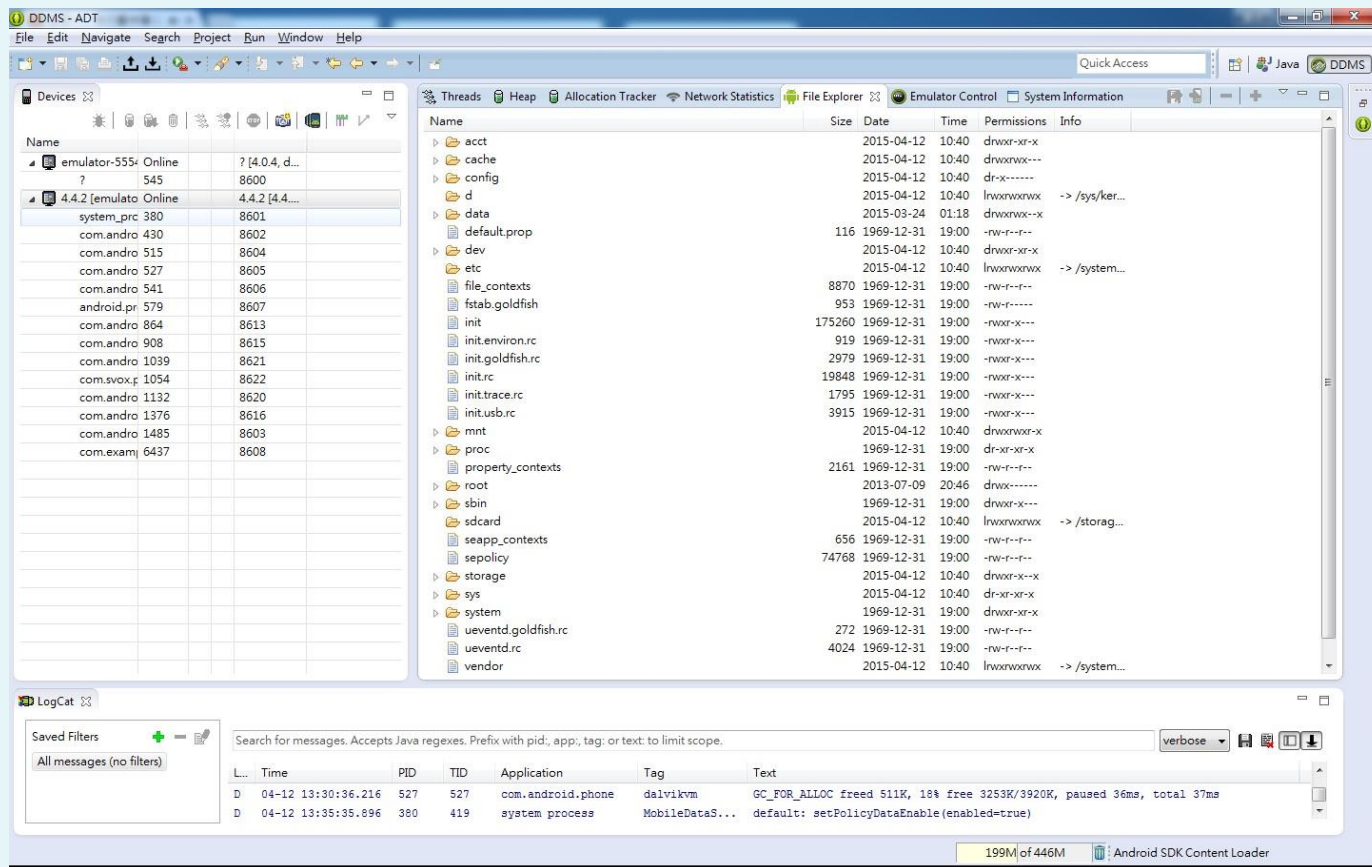 DDMS - ADT
File Edit Navigate Search Project Run Window Help
Quick Access
Java DDMS
Devices
Name
emulator-5554 Online ? [4.0.4, d...
? 545 8600
4.4.2 [emulato Online 4.4.2 [4.4....
system_prc 380 8601
com.andro 430 8602
com.andro 515 8604
com.andro 527 8605
com.andro 541 8606
android.pr 579 8607
com.andro 864 8613
com.andro 908 8615
com.andro 1039 8621
com.svox.p 1054 8622
com.andro 1132 8620
com.andro 1376 8616
com.andro 1485 8603
com.exam 6437 8608
Threads Heap Allocation Tracker Network Statistics File Explorer Emulator Control System Information
Name Size Date Time Permissions Info
acct 2015-04-12 10:40 drwxr-xr-x
cache 2015-04-12 10:40 drwxrwx---
config 2015-04-12 10:40 dr-x------
d 2015-04-12 10:40 lrwxrwxrwx -> /sys/ker...
data 2015-03-24 01:18 drwxrwx--x
default.prop 116 1969-12-31 19:00 -rw-r--r--
dev 2015-04-12 10:40 drwxr-xr-x
etc 2015-04-12 10:40 lrwxrwxrwx -> /system...
file_contexts 8870 1969-12-31 19:00 -rw-r--r--
fstab.goldfish 953 1969-12-31 19:00 -rw-r-----
init 175260 1969-12-31 19:00 -rwxr-x---
init.environ.rc 919 1969-12-31 19:00 -rwxr-x---
init.goldfish.rc 2979 1969-12-31 19:00 -rwxr-x---
init.rc 19848 1969-12-31 19:00 -rwxr-x---
init.trace.rc 1795 1969-12-31 19:00 -rwxr-x---
init.usb.rc 3915 1969-12-31 19:00 -rwxr-x---
mnt 2015-04-12 10:40 drwxrwxr-x
proc 1969-12-31 19:00 dr-xr-xr-x
property_contexts 2161 1969-12-31 19:00 -rw-r--r--
root 2013-07-09 20:46 drwx------
sbin 1969-12-31 19:00 drwxr-x---
sdcard 2015-04-12 10:40 lrwxrwxrwx -> /storag...
seapp_contexts 656 1969-12-31 19:00 -rw-r--r--
sepolicy 74768 1969-12-31 19:00 -rw-r--r--
storage 2015-04-12 10:40 drwxr-x--x
sys 2015-04-12 10:40 dr-xr-xr-x
system 1969-12-31 19:00 drwxr-xr-x
ueventd.goldfish.rc 272 1969-12-31 19:00 -rw-r--r--
ueventd.rc 4024 1969-12-31 19:00 -rw-r--r--
vendor 2015-04-12 10:40 lrwxrwxrwx -> /system...
LogCat
Saved Filters
All messages (no filters)
Search for messages. Accepts Java regexes. Prefix with pid:, app:, tag: or text: to limit scope.
verbose
L... Time PID TID Application Tag Text
D 04-12 13:30:36.216 527 527 com.android.phone dalvikvm GC_FOR_ALLOC freed 511K, 18% free 3253K/3920K, paused 36ms, total 37ms
D 04-12 13:35:35.896 380 419 system process MobileDataS... default: setPolicyDataEnable(enabled=true)
199M of 446M Android SDK Content Loader